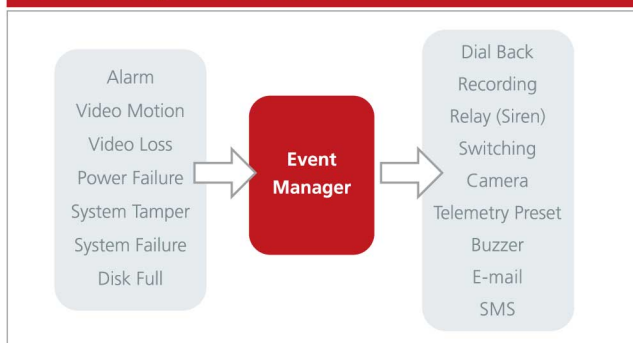 Alarm
Video Motion
Video Loss
Power Failure
System Tamper
System Failure
Disk Full
Event
Manager
Dial Back
Recording
Relay (Siren)
Switching
Camera
Telemetry Preset
Buzzer
E-mail
SMS